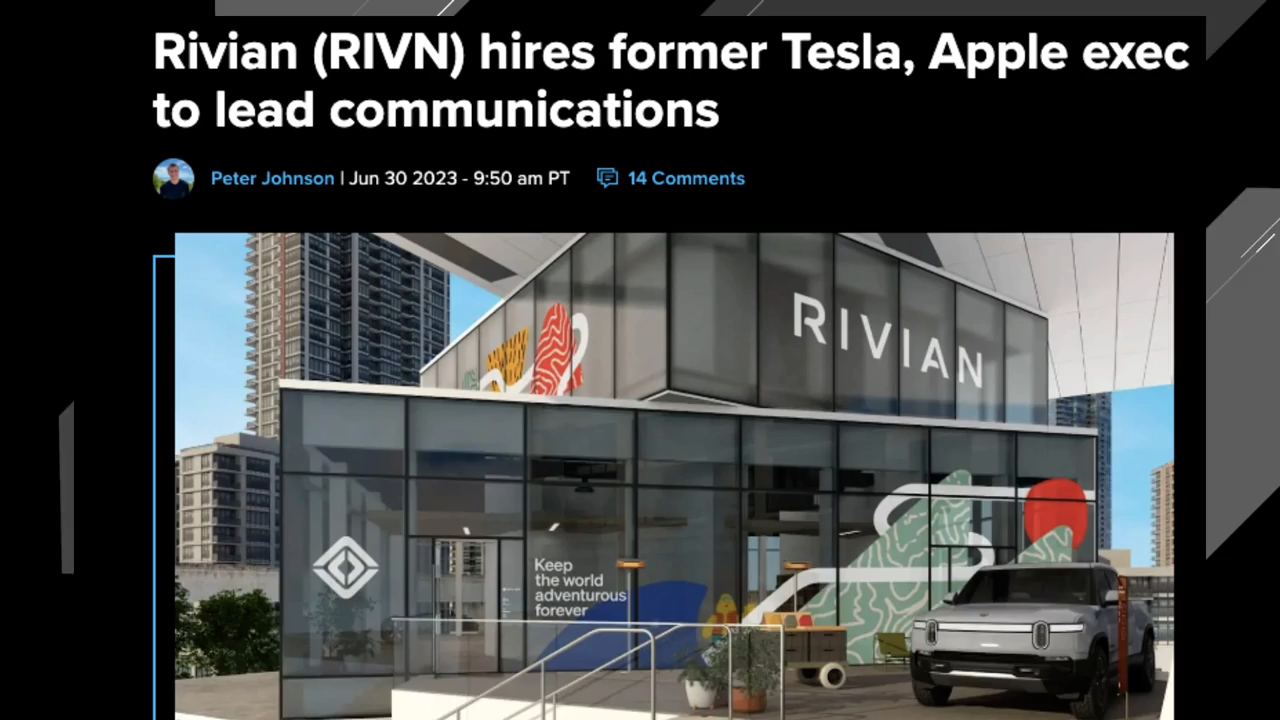 Rivian (RIVN) hires former Tesla, Apple exec
to lead communications
Peter Johnson | Jun 30 2023 - 9:50 am PT 14 Comments
RIVIAN
Keep
the world
adventurous
forever